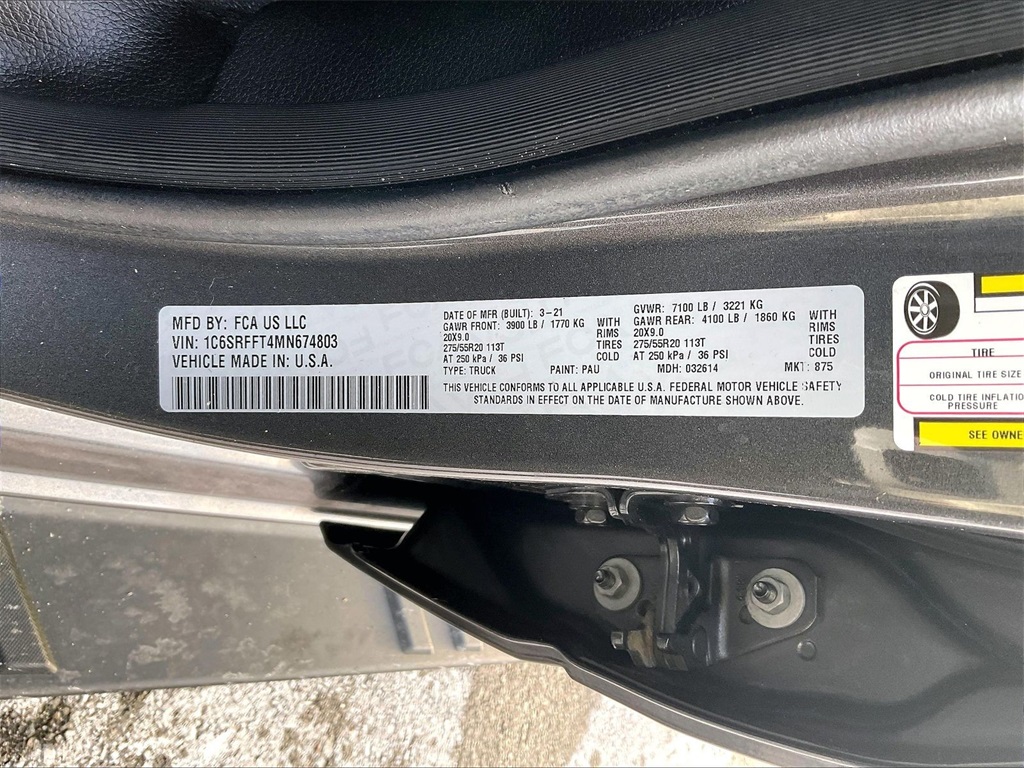 MFD BY: FCA US LLC
VIN: 1C6SRFFT4MN674803
VEHICLE MADE IN U.S.A.
DATE OF MFR (BUILT): 3-21
GAWR FRONT: 3900 LB / 1770 KG WITH
20X9.0 RIMS
275/55R20 113T TIRES
AT 250 kPa / 36 PSI COLD
GVWR: 7100 LB / 3221 KG
GAWR REAR: 4100 LB / 1860 KG WITH
20X9.0 RIMS
275/55R20 113T TIRES
AT 250 kPa / 36 PSI COLD
TYPE: TRUCK PAINT: PAU MDH: 032614 MKT: 875
THIS VEHICLE CONFORMS TO ALL APPLICABLE U.S.A. FEDERAL MOTOR VEHICLE SAFETY
STANDARDS IN EFFECT ON THE DATE OF MANUFACTURE SHOWN ABOVE.
TIRE
ORIGINAL TIRE SIZE
COLD TIRE INFLATIO
PRESSURE
SEE OWNE